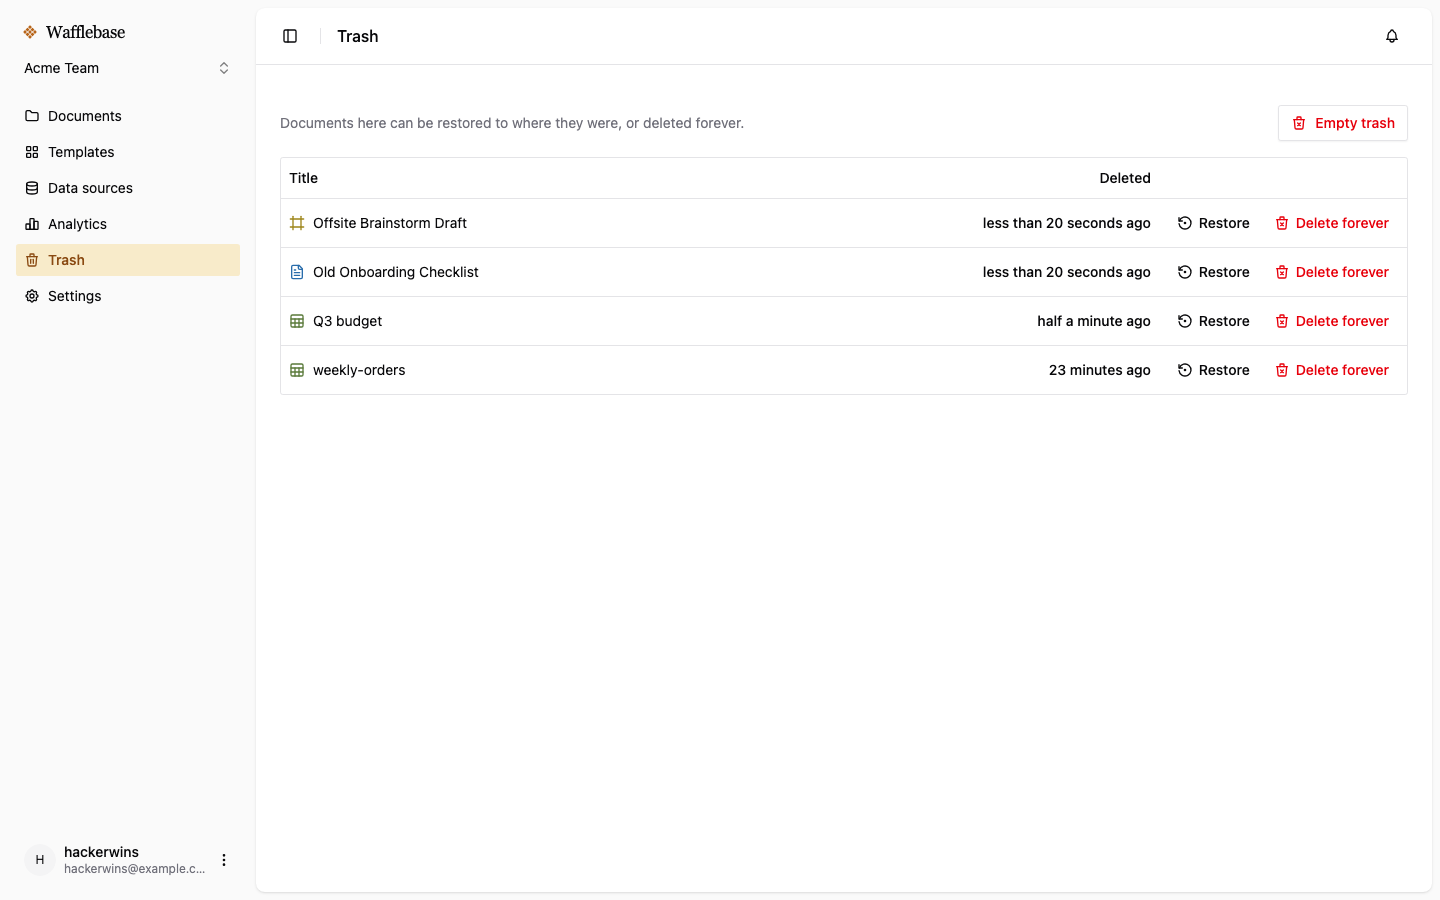 Wafflebase
Acme Team
Documents
Templates
Data sources
Analytics
Trash
Settings
hackerwins
hackerwins@example.c...
H
Trash
Documents here can be restored to where they were, or deleted forever.
Empty trash
Title Deleted
Offsite Brainstorm Draft less than 20 seconds ago Restore Delete forever
Old Onboarding Checklist less than 20 seconds ago Restore Delete forever
Q3 budget half a minute ago Restore Delete forever
weekly-orders 23 minutes ago Restore Delete forever